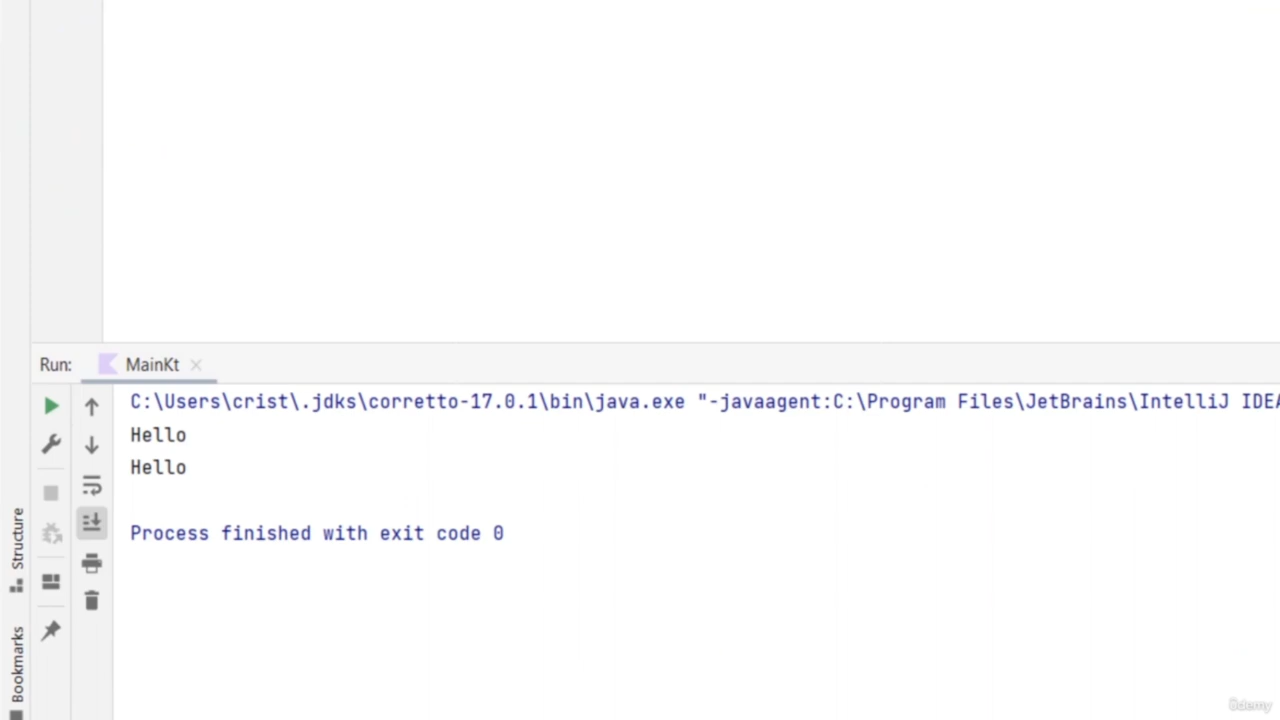 Run: MainKt
C:\Users\crist\.jdks\corretto-17.0.1\bin\java.exe "-javaagent:C:\Program Files\JetBrains\IntelliJ IDEA
Hello
Hello
Process finished with exit code 0
Structure
Bookmarks
ûdemy